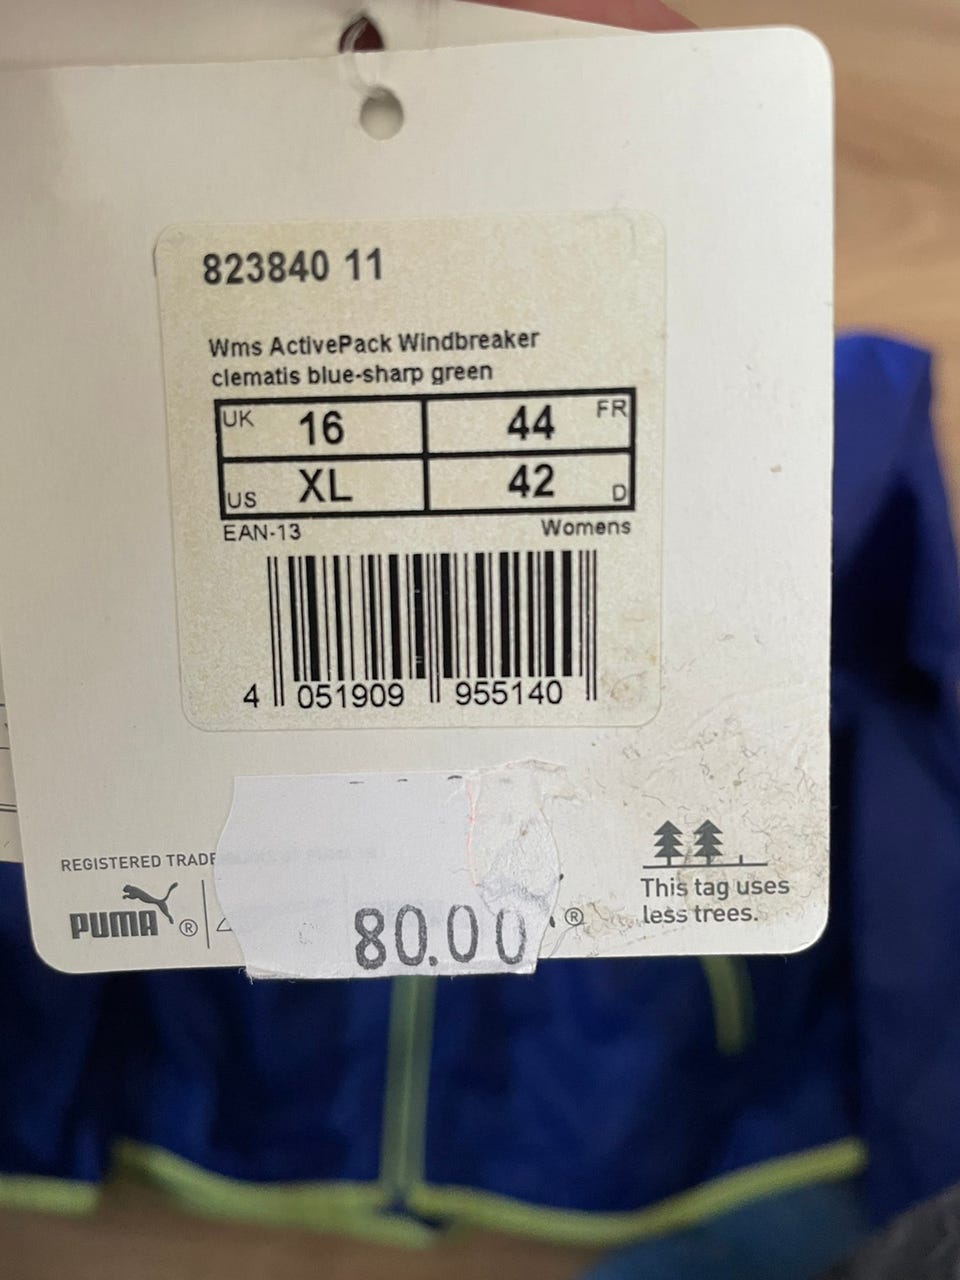 823840 11
Wms ActivePack Windbreaker
clematis blue-sharp green
UK 16 44 FR
US XL 42 D
EAN-13 Womens
4 051909 955140
REGISTERED TRADE
PUMA ®
®
This tag uses
less trees.
80.00